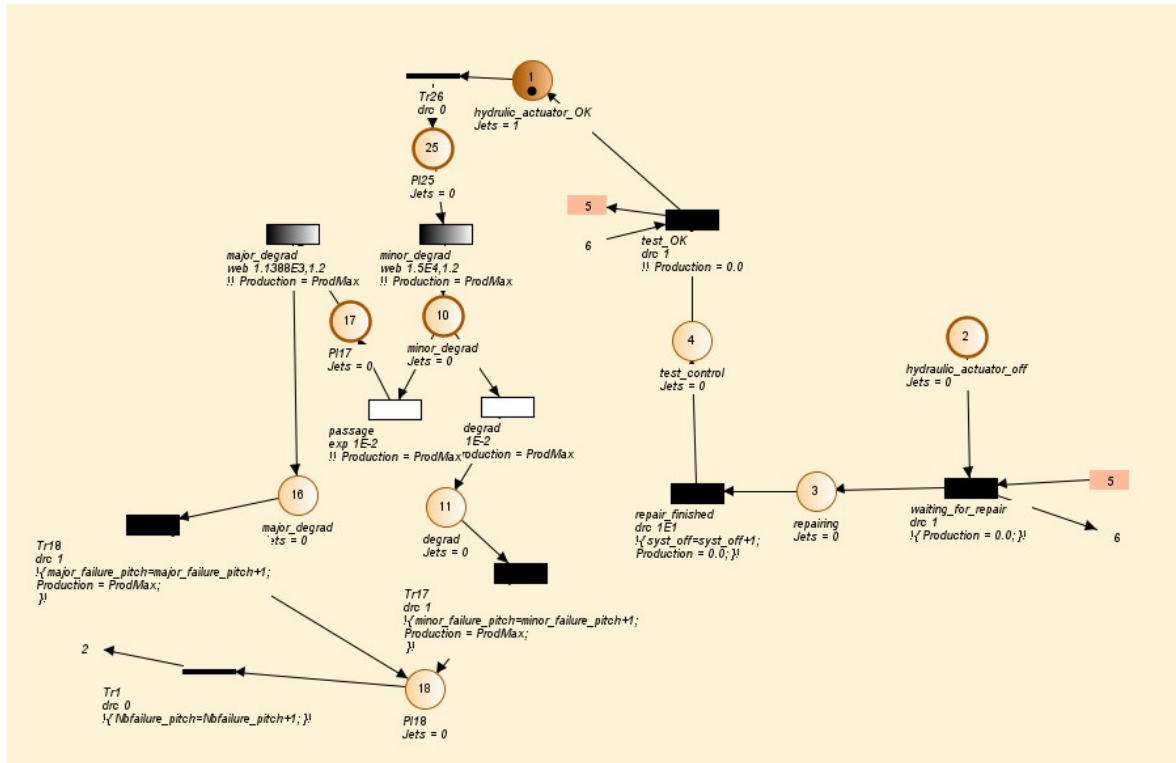 1
Tr26
drc 0
hydrulic_actuator_OK
Jets = 1
25
Pl25
Jets = 0
5
6
test_OK
drc 1
!! Production = 0.0
major_degrad
web 1.1388E3,1.2
!! Production = ProdMax
minor_degrad
web 1.5E4,1.2
!! Production = ProdMax
17
Pl17
Jets = 0
10
minor_degrad
Jets = 0
4
test_control
Jets = 0
2
hydraulic_actuator_off
Jets = 0
passage
exp 1E-2
!! Production = ProdMax
degrad
1E-2
roduction = ProdMax
16
major_degrad
Jets = 0
11
degrad
Jets = 0
repair_finished
drc 1E1
!{ syst_off=syst_off+1;
Production = 0.0; }!
3
repairing
Jets = 0
5
waiting_for_repair
drc 1
!{ Production = 0.0; }!
6
Tr18
drc 1
!{ major_failure_pitch=major_failure_pitch+1;
Production = ProdMax;
}!
Tr17
drc 1
!{ minor_failure_pitch=minor_failure_pitch+1;
Production = ProdMax;
}!
2
Tr1
drc 0
!{ Nbfailure_pitch=Nbfailure_pitch+1; }!
18
Pl18
Jets = 0